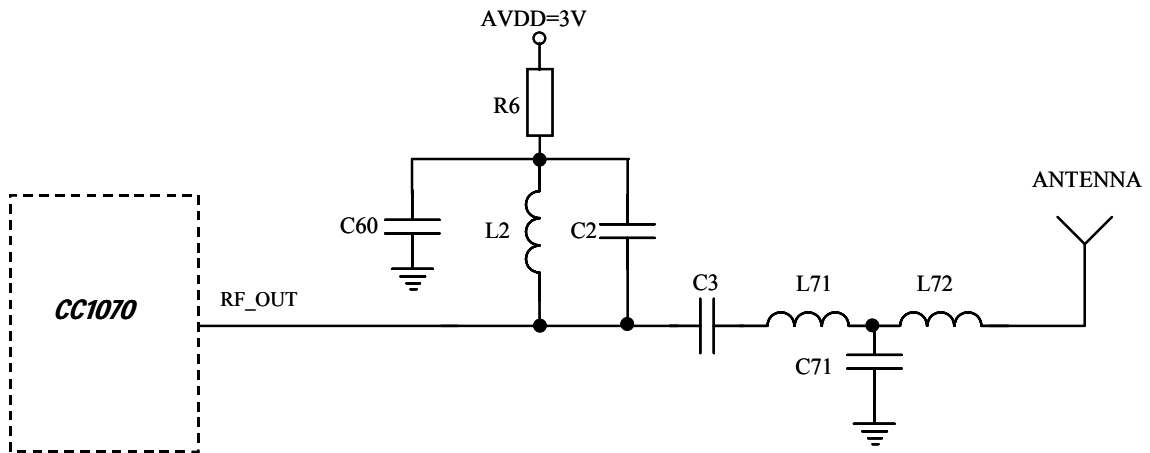 AVDD=3V
R6
ANTENNA
C60
L2
C2
CC1070
RF_OUT
C3
L71
L72
C71